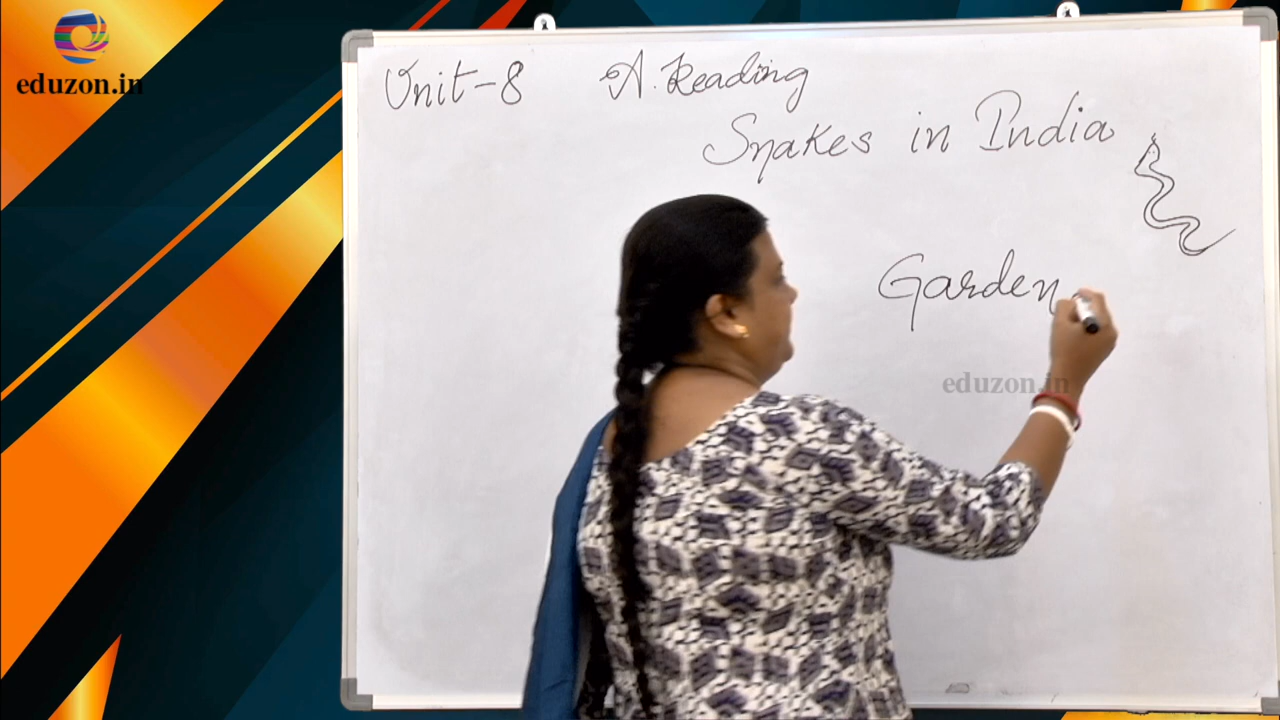 eduzon.in
Unit-8 A. Reading
Snakes in India
Garden
eduzon.in